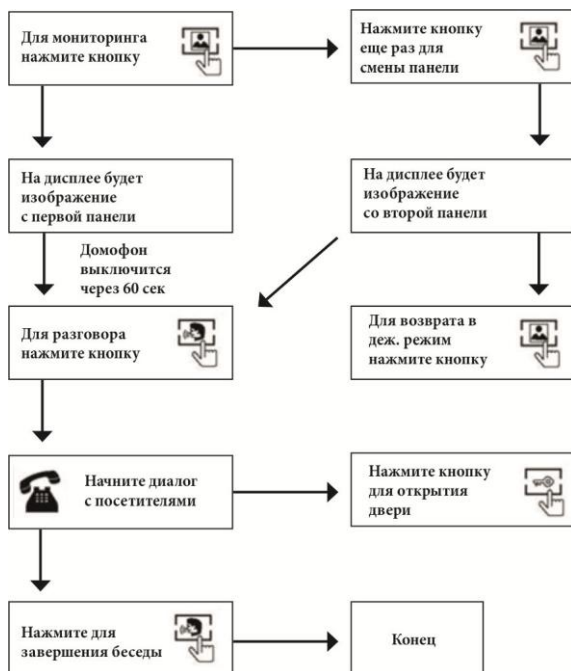 Для мониторинга
нажмите кнопку
Нажмите кнопку
еще раз для
смены панели
На дисплее будет
изображение
с первой панели
На дисплее будет
изображение
со второй панели
Домофон
выключится
через 60 сек
Для разговора
нажмите кнопку
Для возврата в
деж. режим
нажмите кнопку
Начните диалог
с посетителями
Нажмите кнопку
для открытия
двери
Нажмите для
завершения беседы
Конец